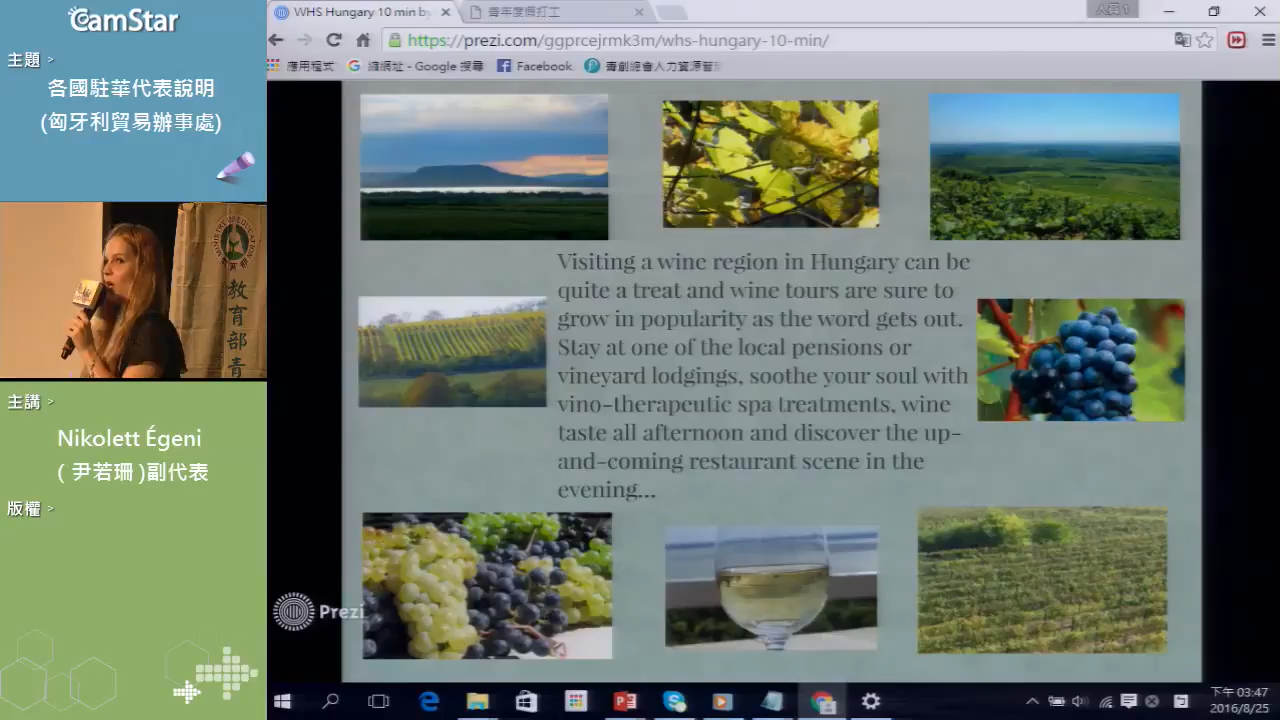 CamStar
主題 >
各國駐華代表說明
(匈牙利貿易辦事處)
MINISTRY OF EDUCATION
教育部青
主講 >
Nikolett Égeni
( 尹若珊 )副代表
版權 >
WHS Hungary 10 min by
青年度假打工
https://prezi.com/ggprcejrmk3m/whs-hungary-10-min/
應用程式
縮網址 - Google 搜尋
Facebook
青創總會人力資源管
Visiting a wine region in Hungary can be
quite a treat and wine tours are sure to
grow in popularity as the word gets out.
Stay at one of the local pensions or
vineyard lodgings, soothe your soul with
vino-therapeutic spa treatments, wine
taste all afternoon and discover the up-
and-coming restaurant scene in the
evening...
Prezi
下午 03:47
2016/8/25